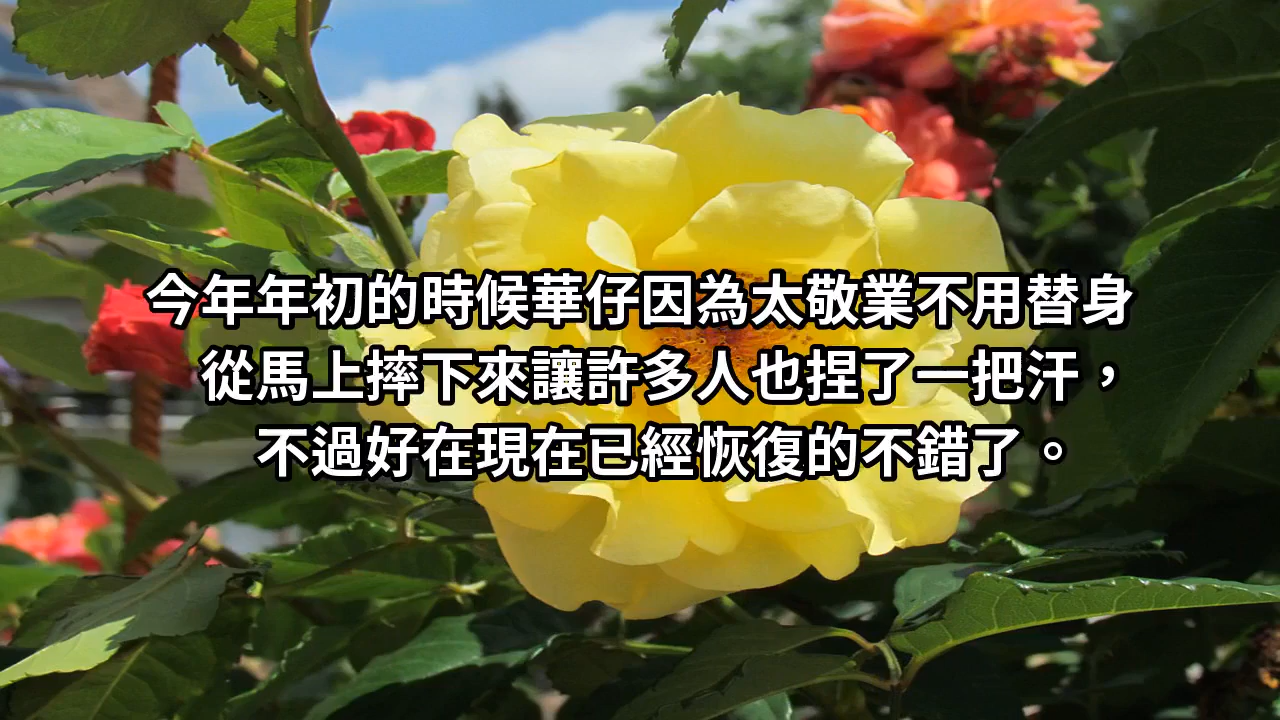 今年年初的時候華仔因為太敬業不用替身
從馬上摔下來讓許多人也捏了一把汗，
不過好在現在已經恢復的不錯了。